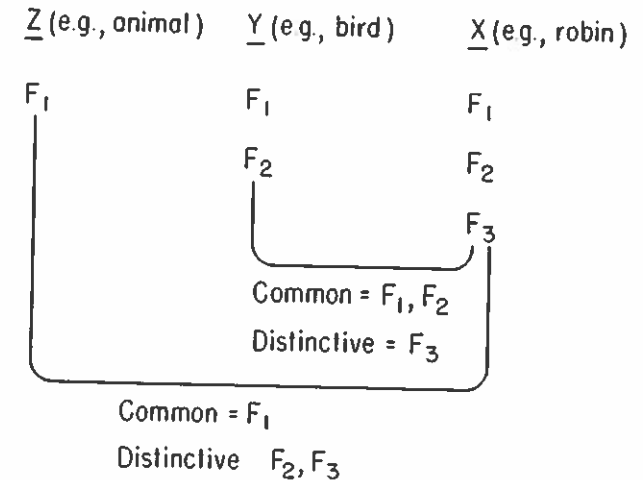 Z (e.g., animal) Y (e.g., bird) X (e.g., robin)
F1 F1 F1
F2 F2
F3
Common = F1, F2
Distinctive = F3
Common = F1
Distinctive F2, F3